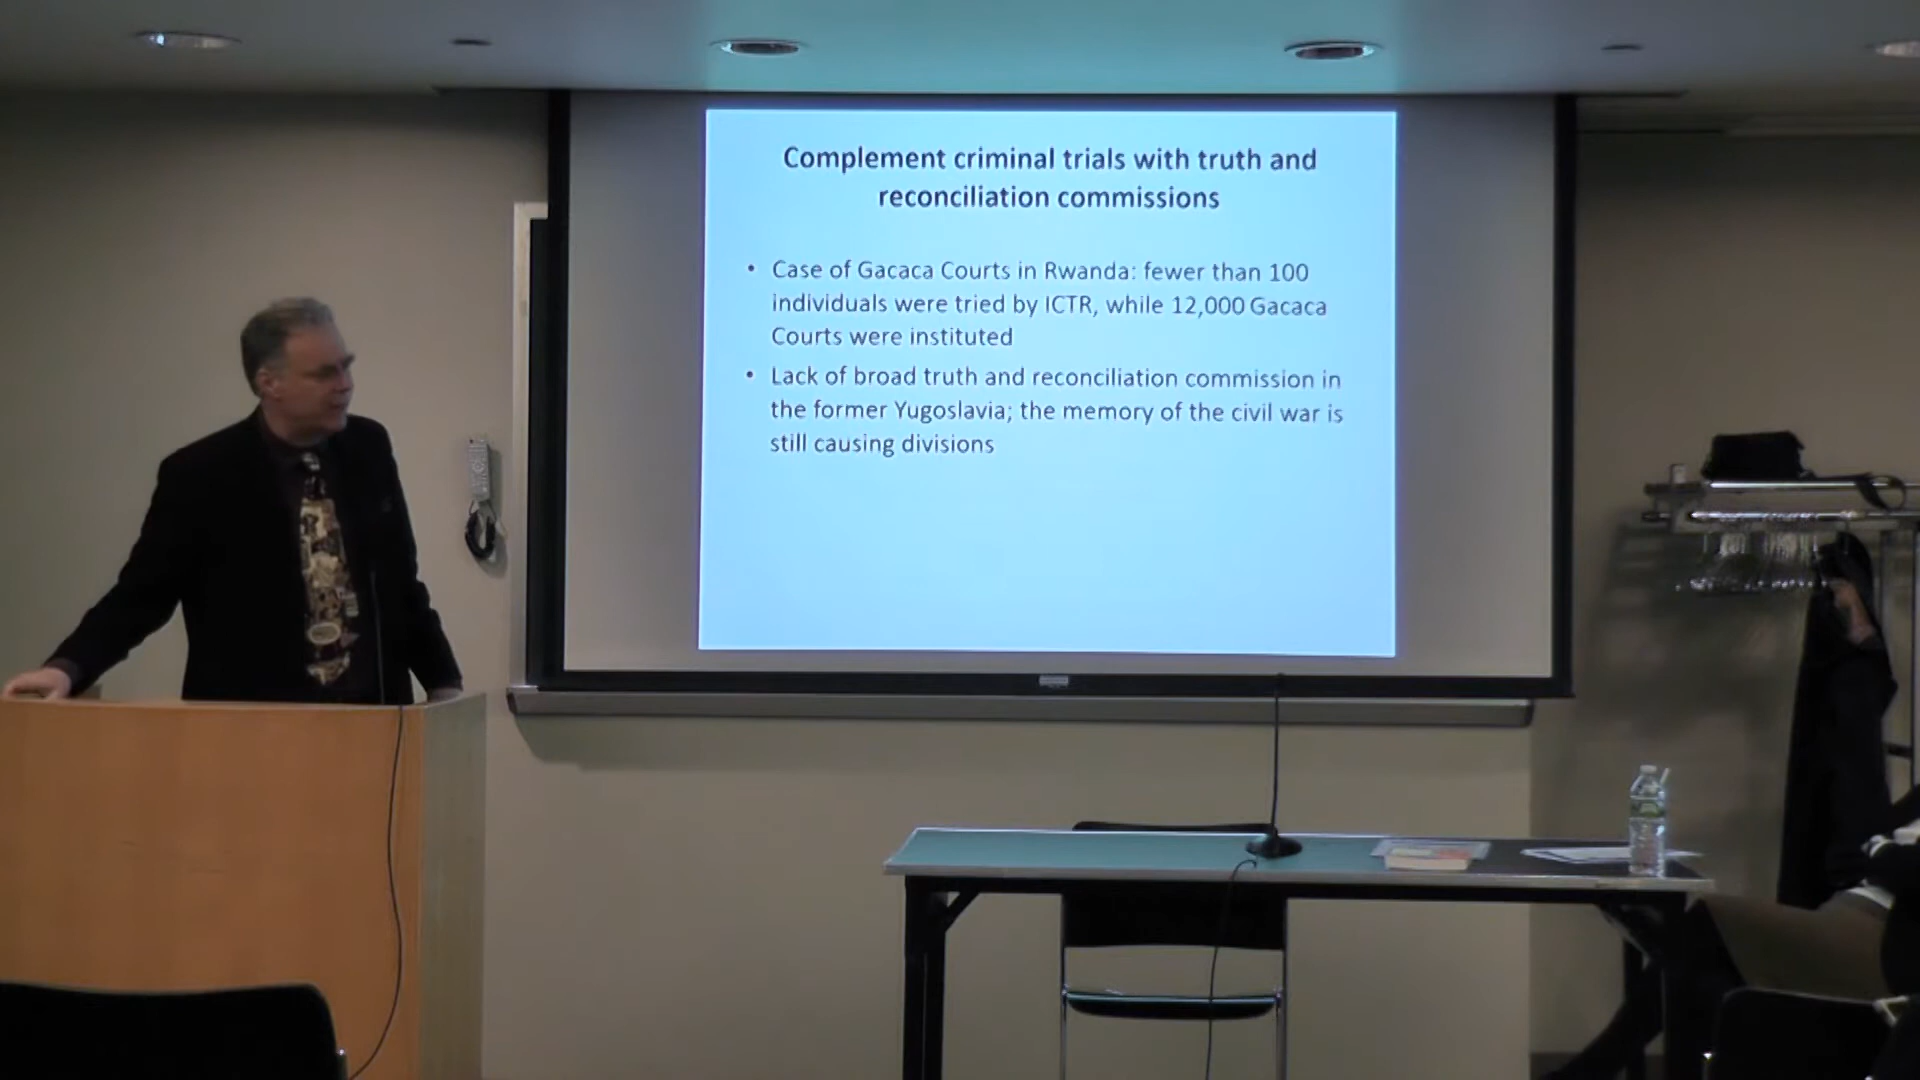 Complement criminal trials with truth and
reconciliation commissions
• Case of Gacaca Courts in Rwanda: fewer than 100
individuals were tried by ICTR, while 12,000 Gacaca
Courts were instituted
• Lack of broad truth and reconciliation commission in
the former Yugoslavia; the memory of the civil war is
still causing divisions